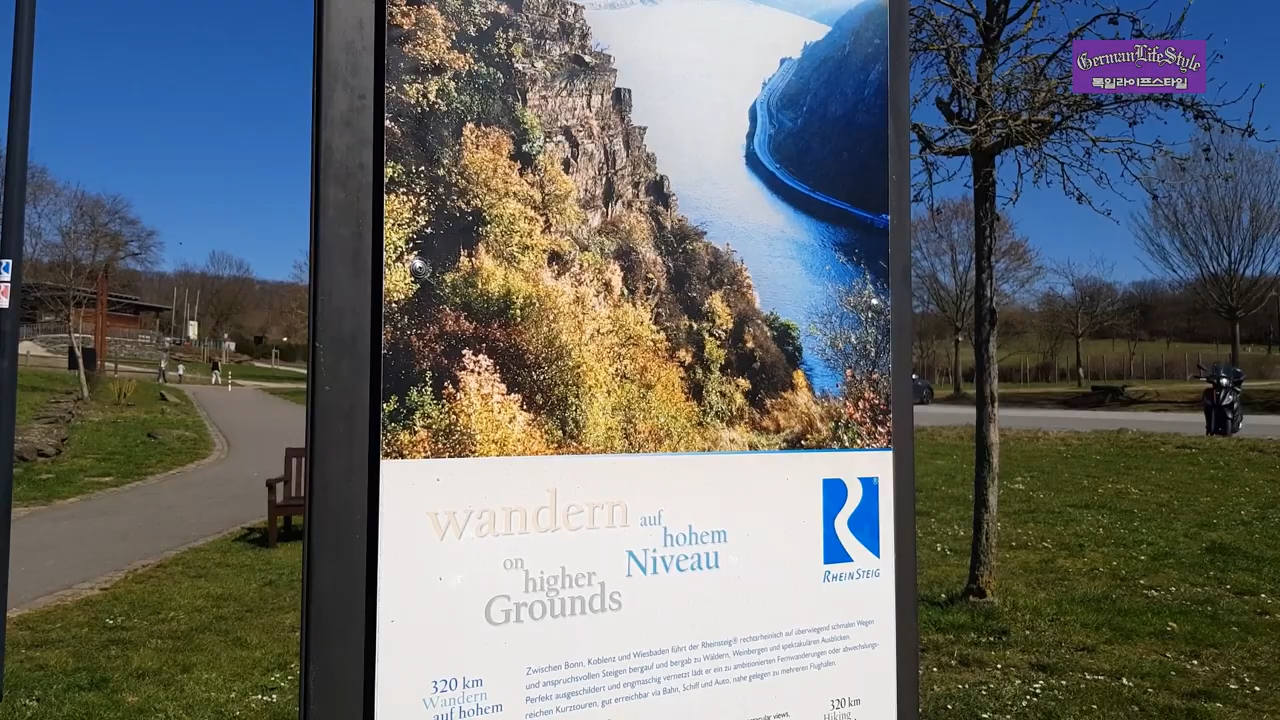 GermanLifeStyle
독일라이프스타일
wandern auf
hohem
Niveau
on
higher
Grounds
RHEINSTEIG
Zwischen Bonn, Koblenz und Wiesbaden führt der Rheinsteig® rechtsrheinisch auf überwiegend schmalen Wegen
und anspruchsvollen Steigen bergauf und bergab zu Wäldern, Weinbergen und spektakulären Ausblicken.
Perfekt ausgeschildert und engmaschig vernetzt lädt er ein zu ambitionierten Fernwanderungen oder abwechslungs-
reichen Kurztouren, gut erreichbar via Bahn, Schiff und Auto, nahe gelegen zu mehreren Flughäfen.
320 km
Wandern
auf hohem
views,
320 km
Hiking